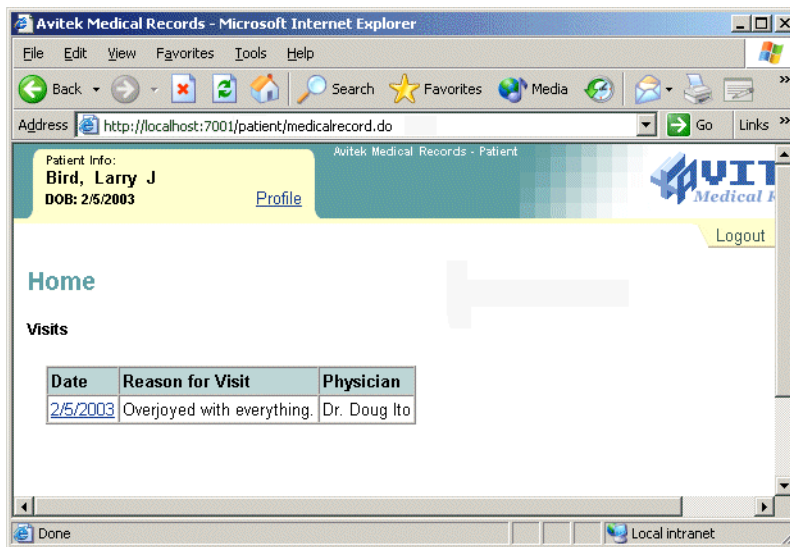 Avitek Medical Records - Microsoft Internet Explorer
File Edit View Favorites Tools Help
Back Search Favorites Media »
Address http://localhost:7001/patient/medicalrecord.do Go Links »
Avitek Medical Records - Patient
Patient Info:
Bird, Larry J
DOB: 2/5/2003 Profile
AVIT
Medical R
Logout
Home
Visits
Date Reason for Visit Physician
2/5/2003 Overjoyed with everything. Dr. Doug Ito
Done Local intranet